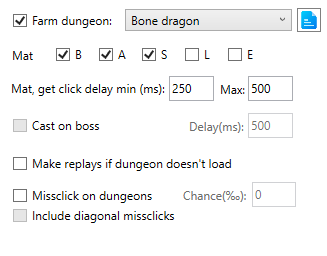 Farm dungeon: Bone dragon
Mat B A S L E
Mat, get click delay min (ms): 250 Max: 500
Cast on boss Delay(ms): 500
Make replays if dungeon doesn't load
Missclick on dungeons Chance(‰): 0
Include diagonal missclicks